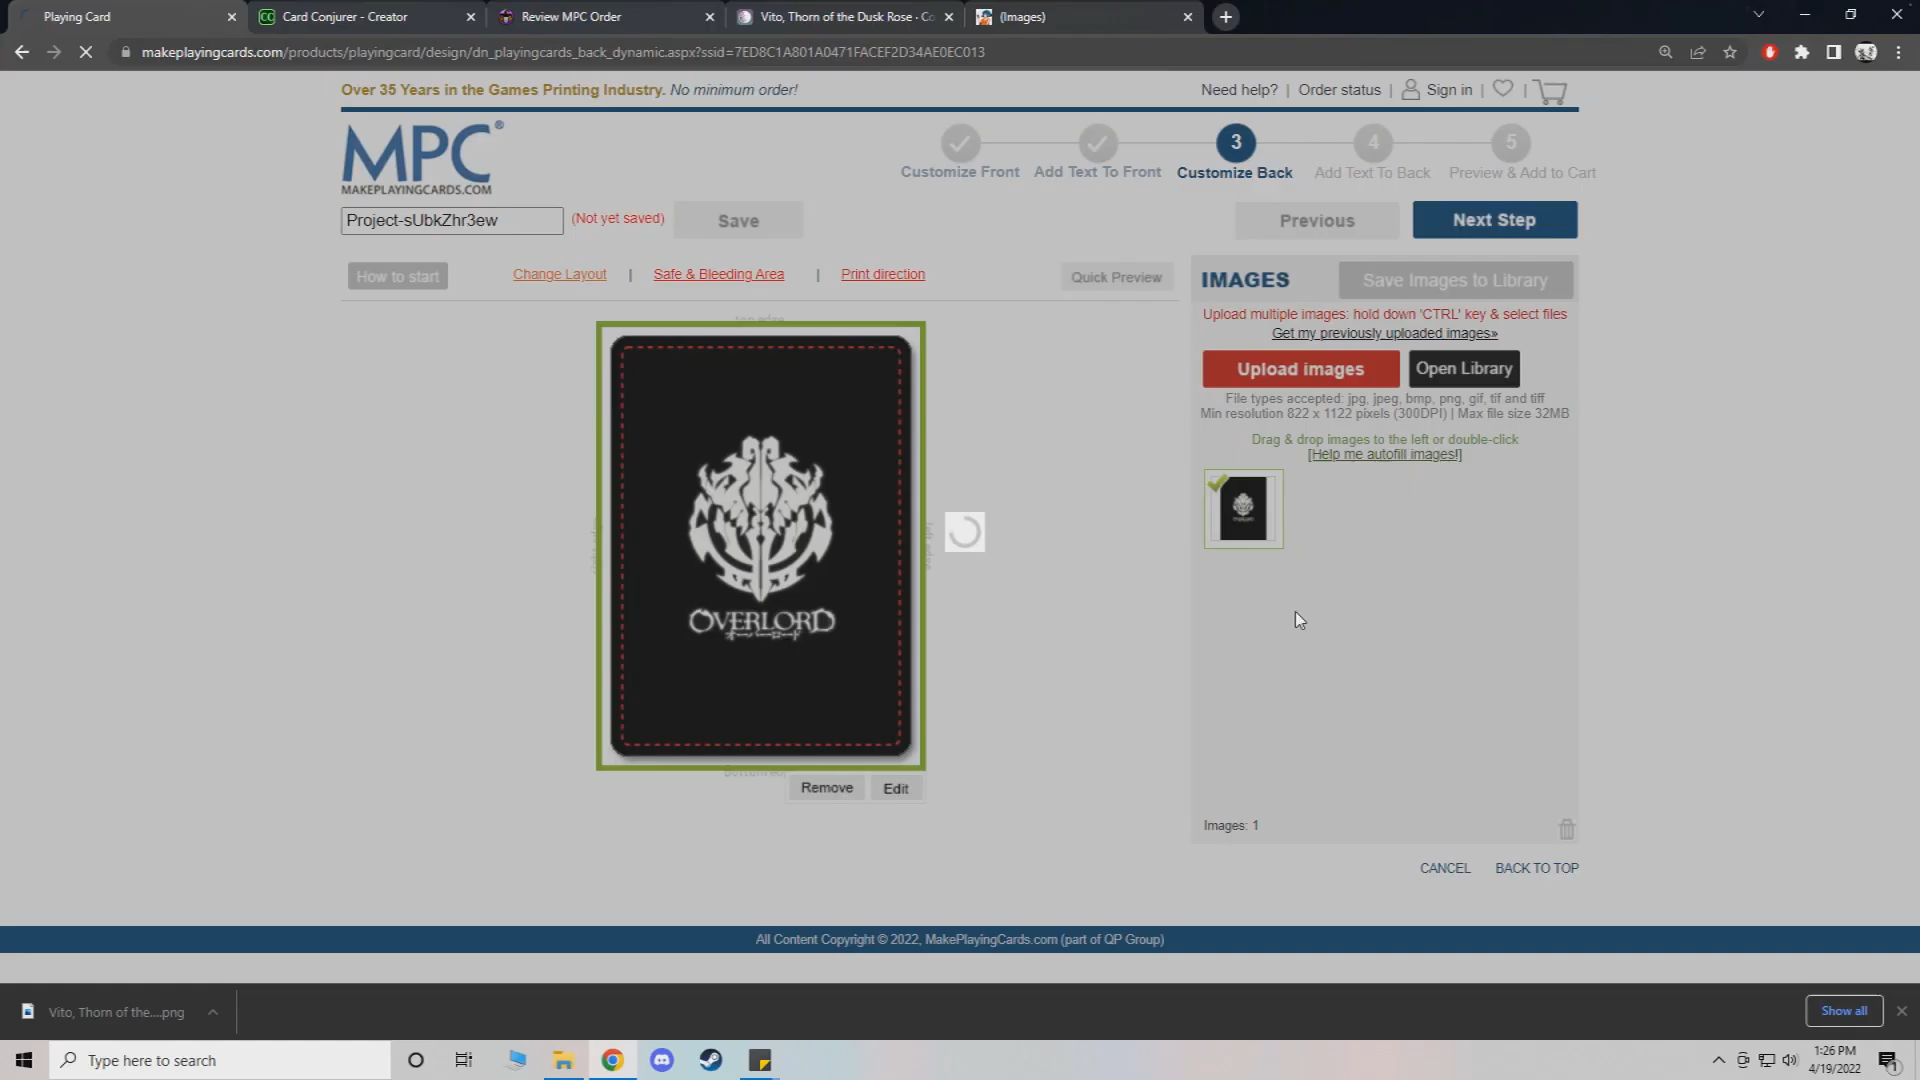 Playing Card
Card Conjurer - Creator
Review MPC Order
Vito, Thorn of the Dusk Rose · Co
(Images)
makeplayingcards.com/products/playingcard/design/dn_playingcards_back_dynamic.aspx?ssid=7ED8C1A801A0471FACEF2D34AE0EC013
Over 35 Years in the Games Printing Industry. No minimum order!
Need help? | Order status | Sign in | |
MPC®
MAKEPLAYINGCARDS.COM
3 4 5
Customize Front Add Text To Front Customize Back Add Text To Back Preview & Add to Cart
Project-sUbkZhr3ew (Not yet saved) Save Previous Next Step
How to start Change Layout | Safe & Bleeding Area | Print direction Quick Preview
IMAGES Save Images to Library
Upload multiple images: hold down 'CTRL' key & select files
Get my previously uploaded images»
Upload images Open Library
File types accepted: jpg, jpeg, bmp, png, gif, tif and tiff
Min resolution 822 x 1122 pixels (300DPI) | Max file size 32MB
Drag & drop images to the left or double-click
[Help me autofill images!]
OVERLORD
オーバーロード
Remove Edit
Images: 1
CANCEL BACK TO TOP
All Content Copyright © 2022, MakePlayingCards.com (part of QP Group)
Vito, Thorn of the....png
Show all
Type here to search
1:26 PM
4/19/2022
1